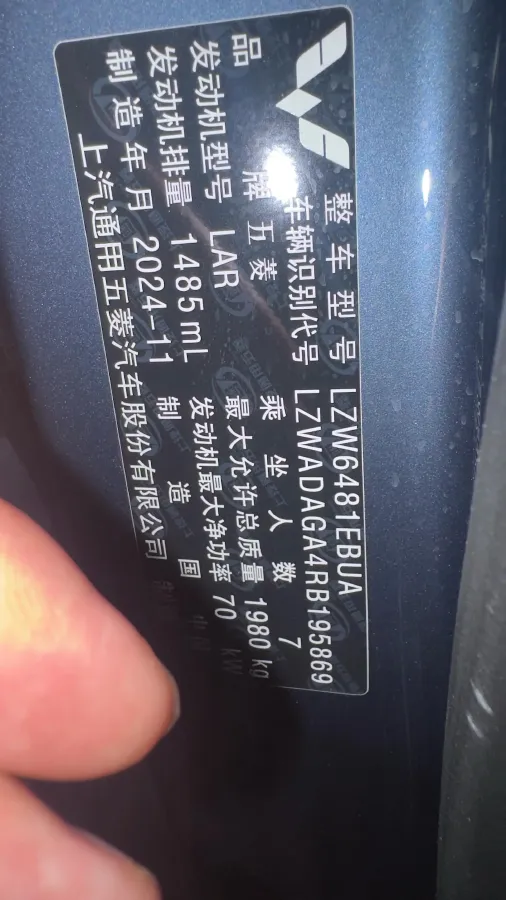 整车型号 LZW6481EBUA
车辆识别代号 LZWADAGA4RB195869
品牌 五菱 乘坐人数 7
发动机型号 LAR 最大允许总质量 1980 kg
发动机排量 1485 mL 发动机最大净功率 70 kW
制造年月 2024-11 制造国 中国
上汽通用五菱汽车股份有限公司